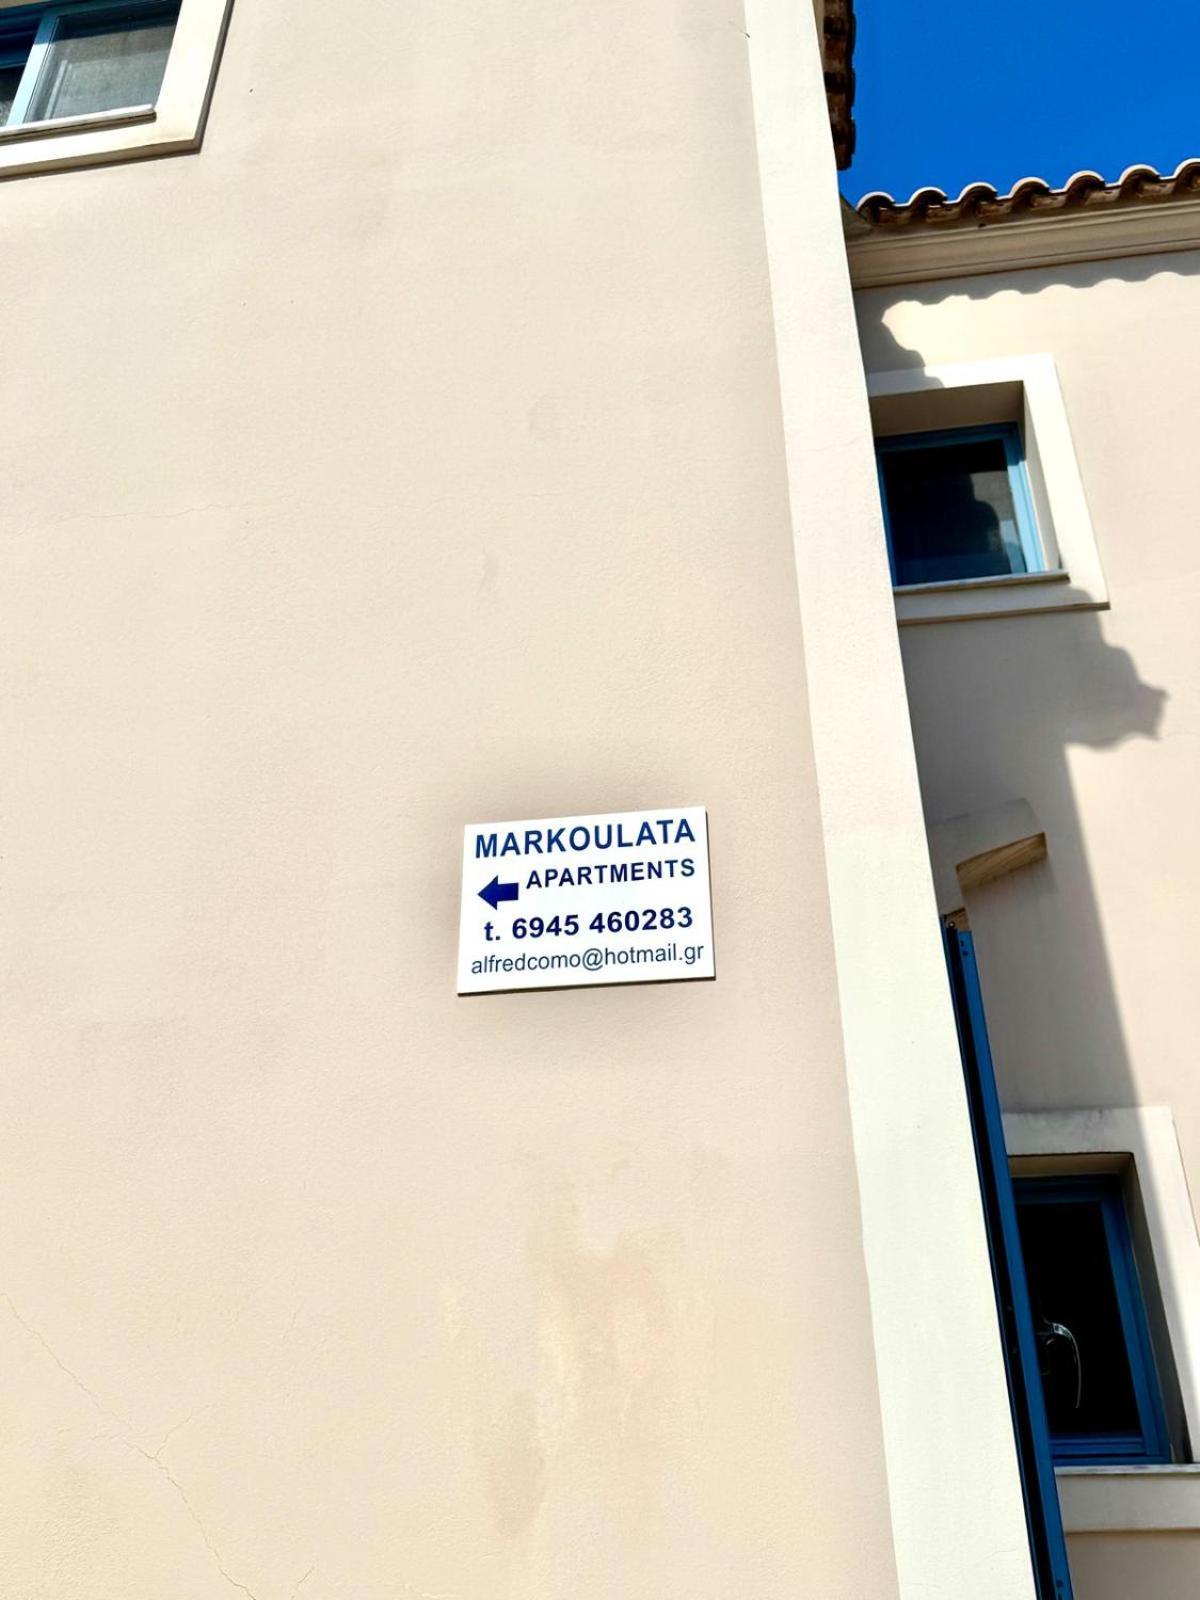 MARKOULATA
APARTMENTS
t. 6945 460283
alfredcomo@hotmail.gr